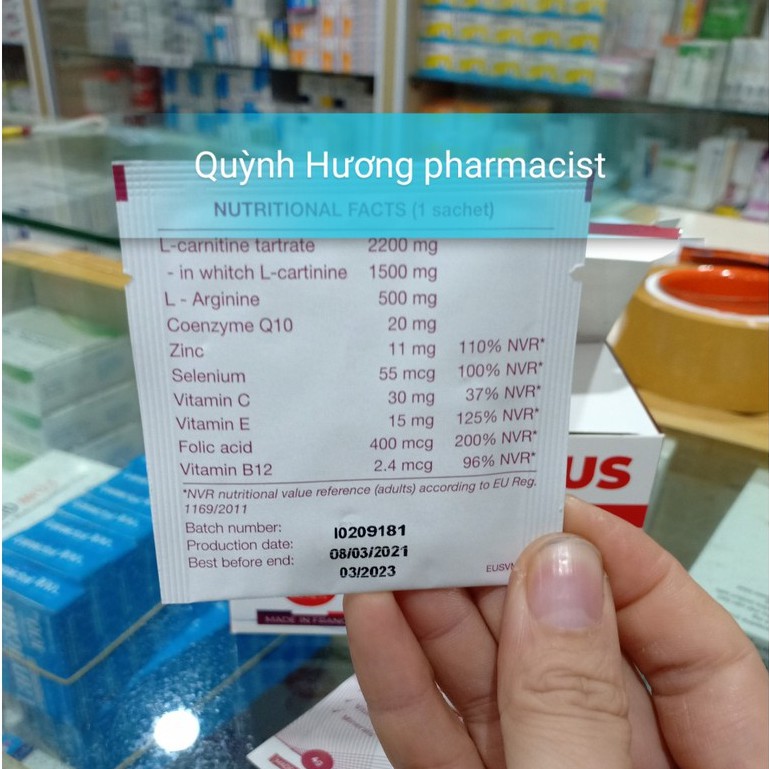 Quỳnh Hương pharmacist
NUTRITIONAL FACTS (1 sachet)
L-carnitine tartrate 2200 mg
- in whitch L-cartinine 1500 mg
L - Arginine 500 mg
Coenzyme Q10 20 mg
Zinc 11 mg 110% NVR*
Selenium 55 mcg 100% NVR*
Vitamin C 30 mg 37% NVR*
Vitamin E 15 mg 125% NVR*
Folic acid 400 mcg 200% NVR*
Vitamin B12 2.4 mcg 96% NVR*
*NVR nutritional value reference (adults) according to EU Reg.
1169/2011
Batch number: I0209181
Production date: 08/03/2021
Best before end: 03/2023
US
MADE IN